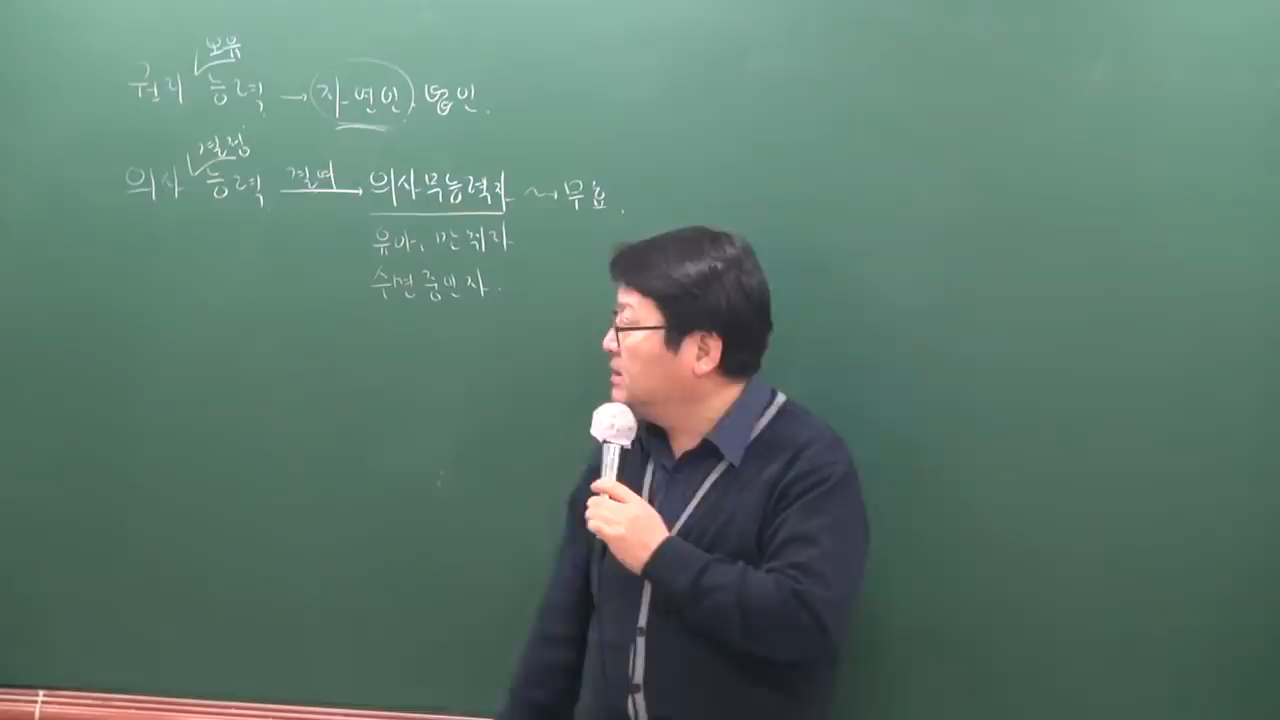 보유
권리 능력 → 자연인, 법인.
결정
의사 능력 결여 → 의사무능력자 ~→ 무효.
유아, 만취자
수면 중인 자.